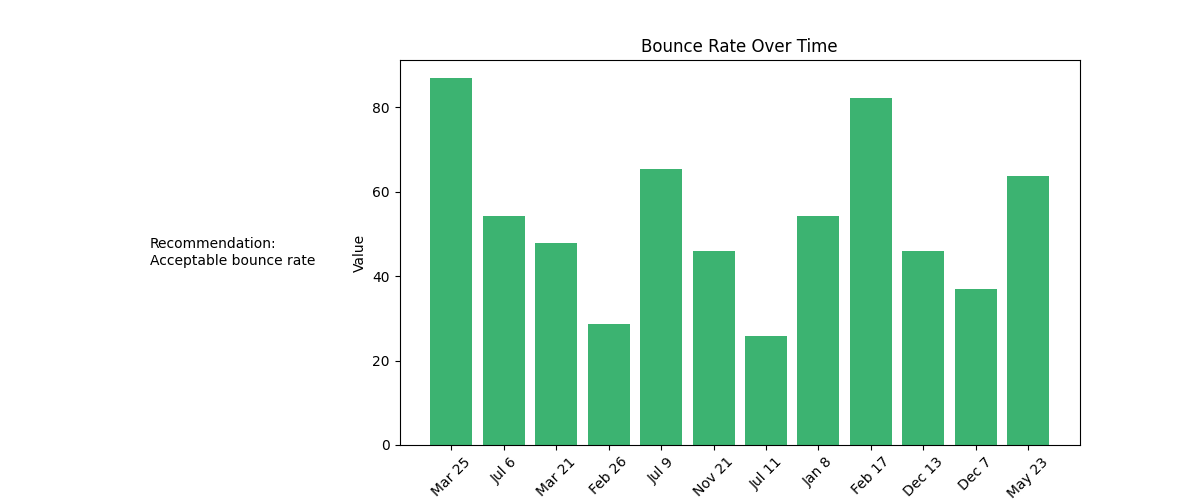 Bounce Rate Over Time
Recommendation:
Acceptable bounce rate
Value
80
60
40
20
0
Mar 25
Jul 6
Mar 21
Feb 26
Jul 9
Nov 21
Jul 11
Jan 8
Feb 17
Dec 13
Dec 7
May 23